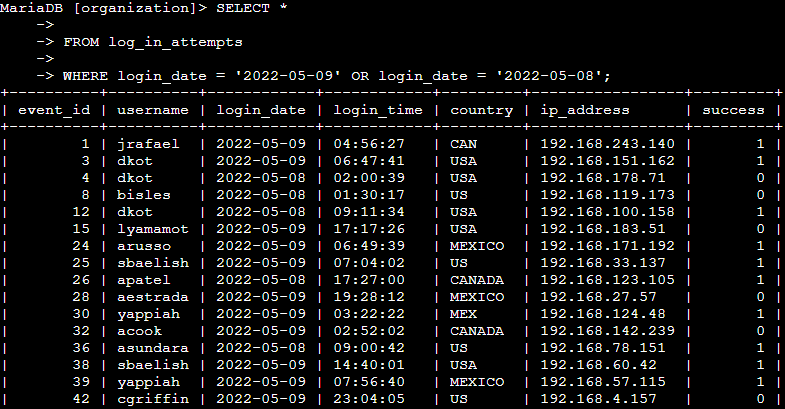 MariaDB [organization]> SELECT *
    ->
    -> FROM log_in_attempts
    ->
    -> WHERE login_date = '2022-05-09' OR login_date = '2022-05-08';
+----------+----------+------------+------------+---------+-----------------+---------+
| event_id | username | login_date | login_time | country | ip_address      | success |
+----------+----------+------------+------------+---------+-----------------+---------+
|        1 | jrafael  | 2022-05-09 | 04:56:27   | CAN     | 192.168.243.140 |       1 |
|        3 | dkot     | 2022-05-09 | 06:47:41   | USA     | 192.168.151.162 |       1 |
|        4 | dkot     | 2022-05-08 | 02:00:39   | USA     | 192.168.178.71  |       0 |
|        8 | bisles   | 2022-05-08 | 01:30:17   | US      | 192.168.119.173 |       0 |
|       12 | dkot     | 2022-05-08 | 09:11:34   | USA     | 192.168.100.158 |       1 |
|       15 | lyamamot | 2022-05-09 | 17:17:26   | USA     | 192.168.183.51  |       0 |
|       24 | arusso   | 2022-05-09 | 06:49:39   | MEXICO  | 192.168.171.192 |       1 |
|       25 | sbaelish | 2022-05-09 | 07:04:02   | US      | 192.168.33.137  |       1 |
|       26 | apatel   | 2022-05-08 | 17:27:00   | CANADA  | 192.168.123.105 |       1 |
|       28 | aestrada | 2022-05-09 | 19:28:12   | MEXICO  | 192.168.27.57   |       0 |
|       30 | yappiah  | 2022-05-09 | 03:22:22   | MEX     | 192.168.124.48  |       1 |
|       32 | acook    | 2022-05-09 | 02:52:02   | CANADA  | 192.168.142.239 |       0 |
|       36 | asundara | 2022-05-08 | 09:00:42   | US      | 192.168.78.151  |       1 |
|       38 | sbaelish | 2022-05-09 | 14:40:01   | USA     | 192.168.60.42   |       1 |
|       39 | yappiah  | 2022-05-09 | 07:56:40   | MEXICO  | 192.168.57.115  |       1 |
|       42 | cgriffin | 2022-05-09 | 23:04:05   | US      | 192.168.4.157   |       0 |